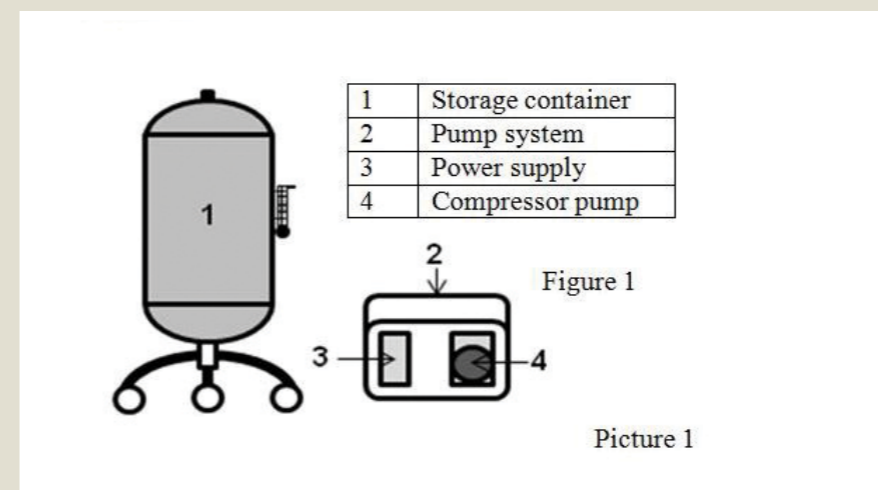 1 Storage container
2 Pump system
3 Power supply
4 Compressor pump
1
2
Figure 1
3
4
Picture 1